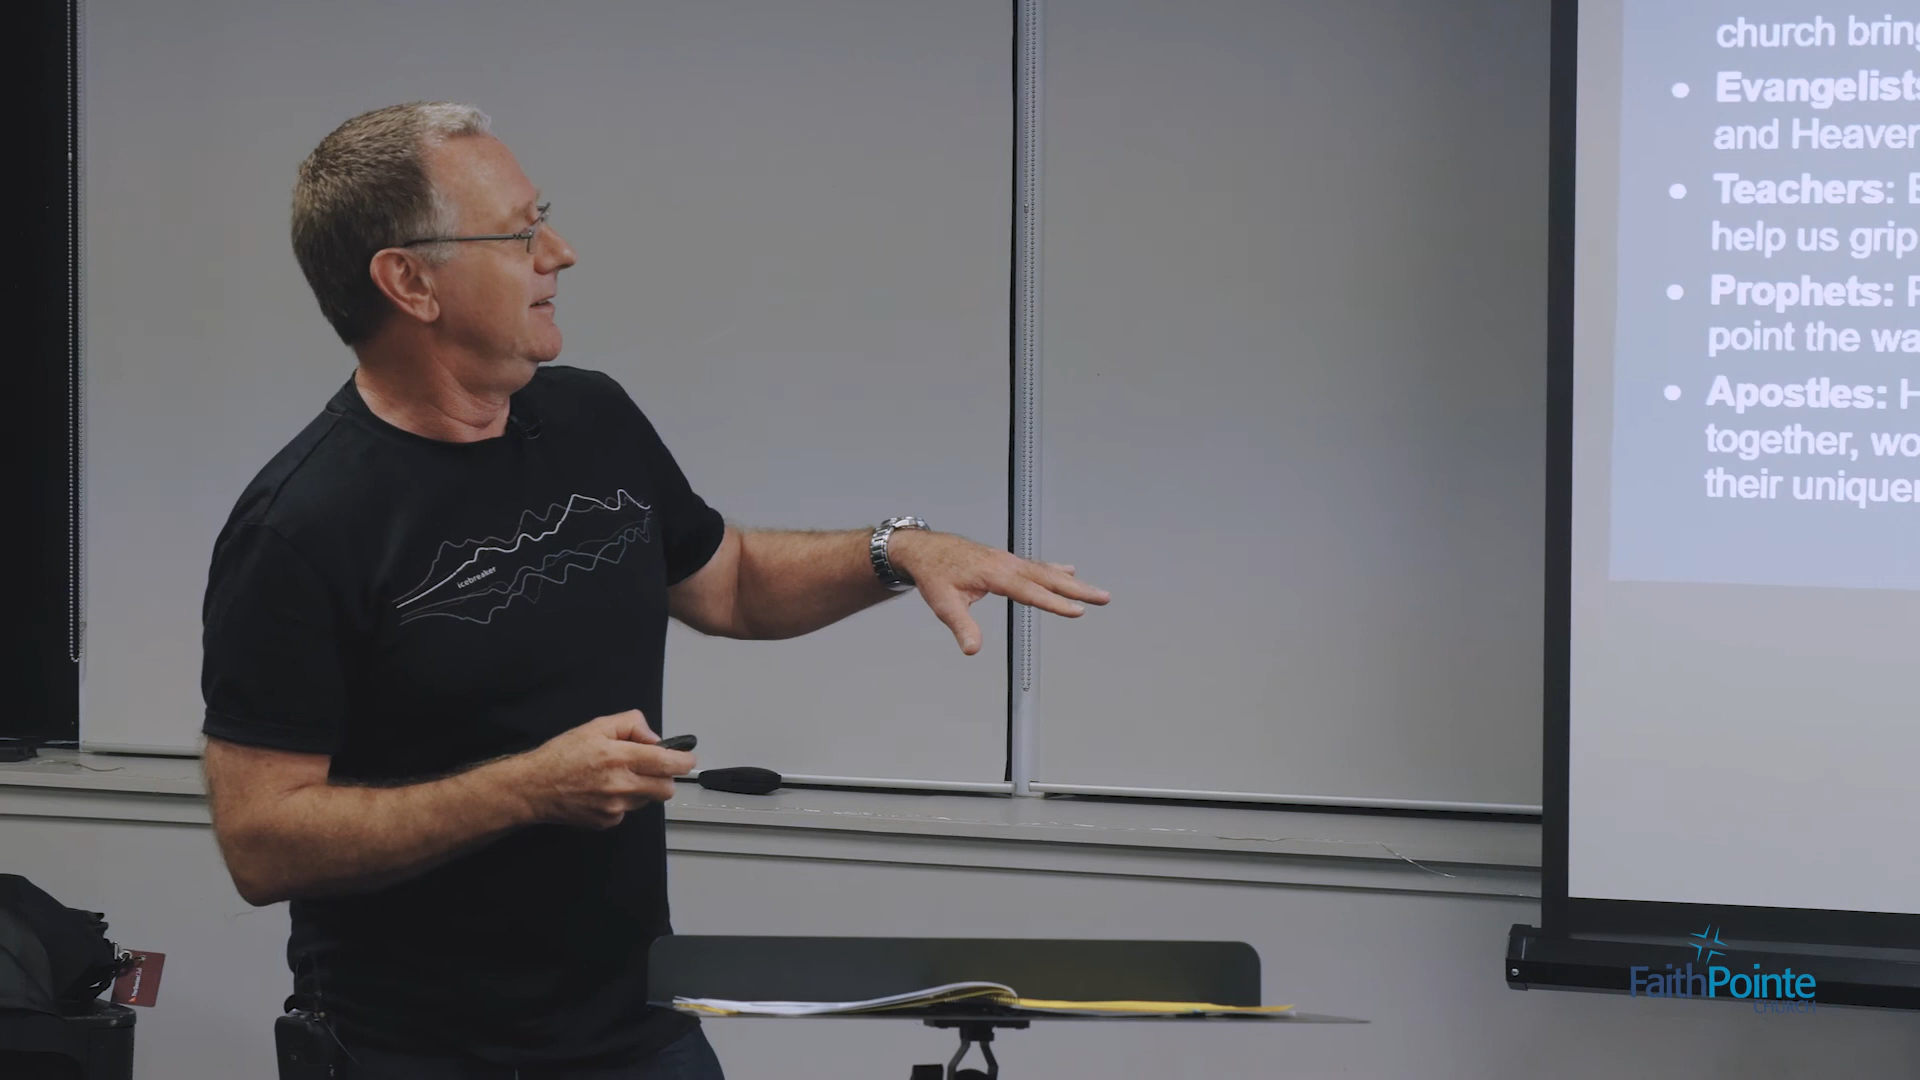 church bring
Evangelists
and Heaven
Teachers:
help us grip
Prophets:
point the wa
Apostles: H
together, wo
their unique
icebreaker
FaithPointe
CHURCH